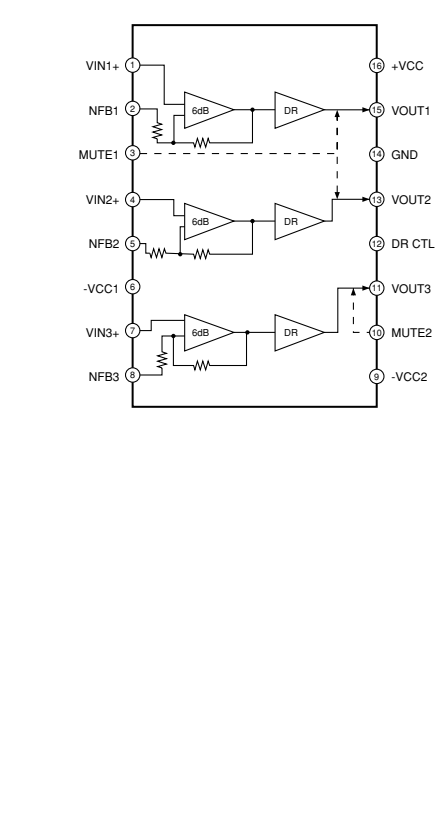 VIN1+ 1 16 +VCC
6dB DR
NFB1 2 15 VOUT1
MUTE1 3 14 GND
VIN2+ 4 13 VOUT2
6dB DR
NFB2 5 12 DR CTL
-VCC1 6 11 VOUT3
VIN3+ 7 6dB DR 10 MUTE2
NFB3 8 9 -VCC2